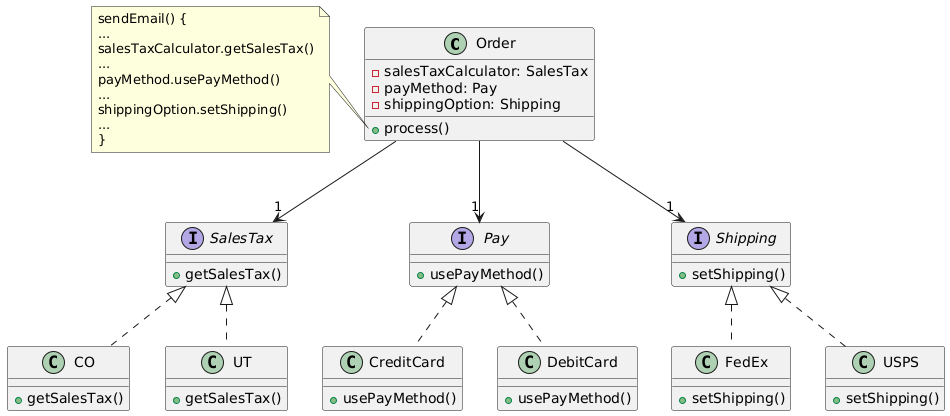 sendEmail() {
...
salesTaxCalculator.getSalesTax()
...
payMethod.usePayMethod()
...
shippingOption.setShipping()
...
}
C Order
salesTaxCalculator: SalesTax
payMethod: Pay
shippingOption: Shipping
process()
1
1
1
I SalesTax
getSalesTax()
I Pay
usePayMethod()
I Shipping
setShipping()
C CO
getSalesTax()
C UT
getSalesTax()
C CreditCard
usePayMethod()
C DebitCard
usePayMethod()
C FedEx
setShipping()
C USPS
setShipping()